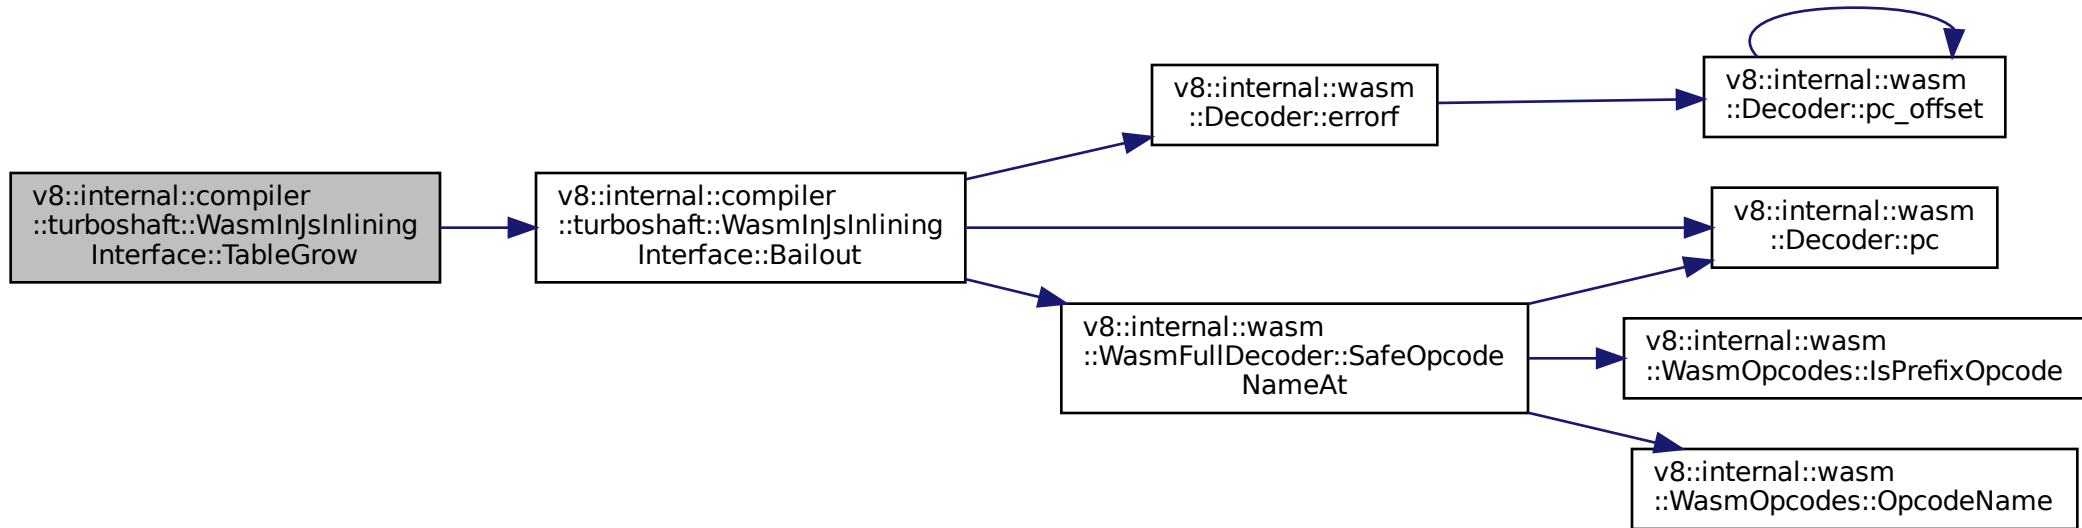 v8::internal::compiler
::turboshaft::WasmInJsInlining
Interface::TableGrow
v8::internal::compiler
::turboshaft::WasmInJsInlining
Interface::Bailout
v8::internal::wasm
::Decoder::errorf
v8::internal::wasm
::Decoder::pc_offset
v8::internal::wasm
::Decoder::pc
v8::internal::wasm
::WasmFullDecoder::SafeOpcode
NameAt
v8::internal::wasm
::WasmOpcodes::IsPrefixOpcode
v8::internal::wasm
::WasmOpcodes::OpcodeName